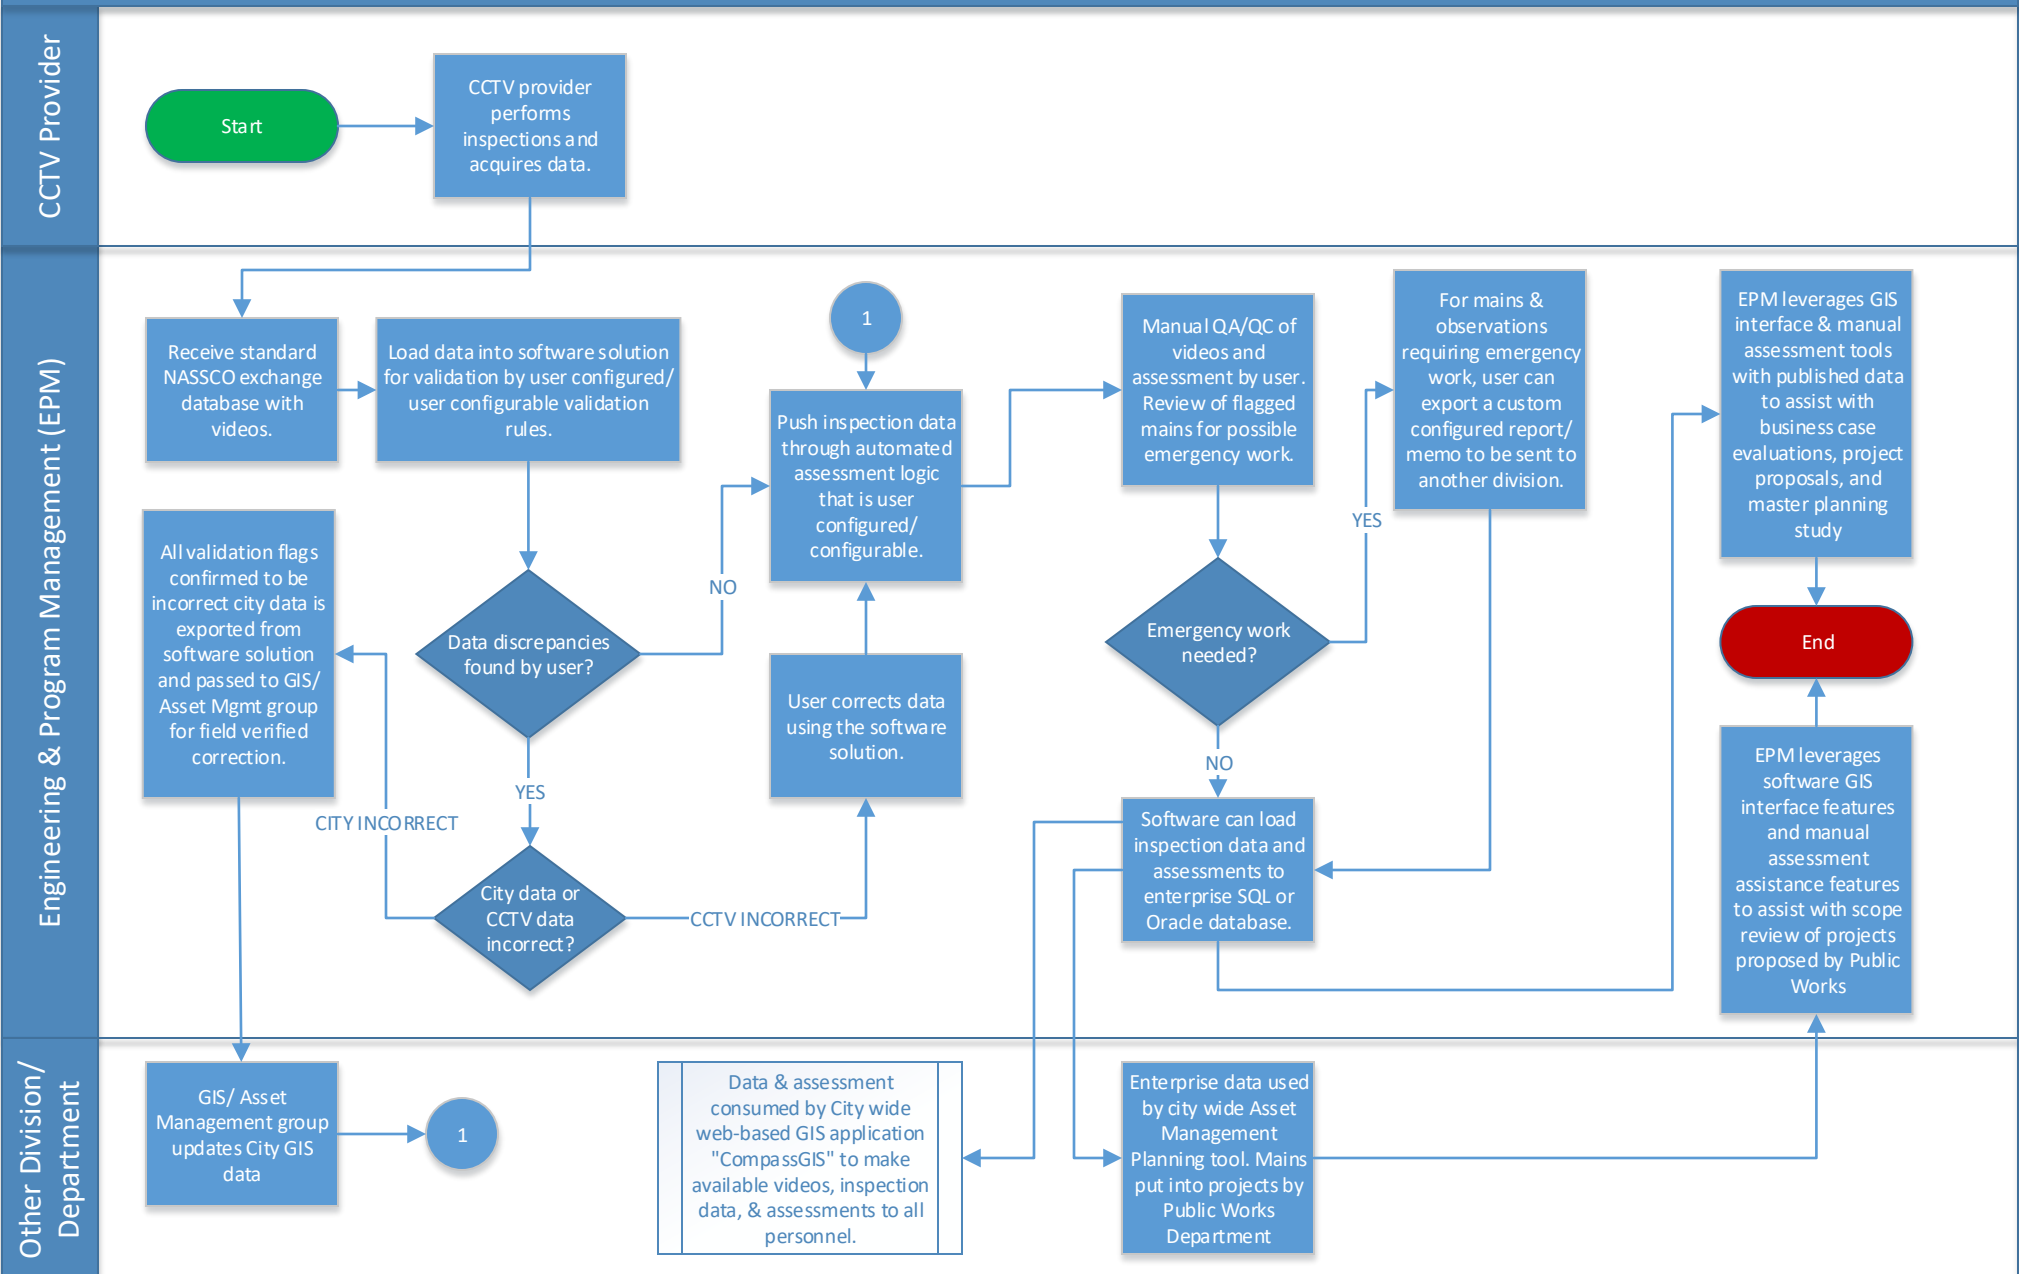 CCTV Provider
Start
CCTV provider
performs
inspections and
acquires data.
Engineering & Program Management (EPM)
Receive standard
NASSCO exchange
database with
videos.
Load data into software solution
for validation by user configured/
user configurable validation
rules.
1
Push inspection data
through automated
assessment logic
that is user
configured/
configurable.
Manual QA/QC of
videos and
assessment by user.
Review of flagged
mains for possible
emergency work.
For mains &
observations
requiring emergency
work, user can
export a custom
configured report/
memo to be sent to
another division.
EPM leverages GIS
interface & manual
assessment tools
with published data
to assist with
business case
evaluations, project
proposals, and
master planning
study
All validation flags
confirmed to be
incorrect city data is
exported from
software solution
and passed to GIS/
Asset Mgmt group
for field verified
correction.
Data discrepancies
found by user?
NO
YES
User corrects data
using the software
solution.
Emergency work
needed?
YES
NO
End
CITY INCORRECT
City data or
CCTV data
incorrect?
CCTV INCORRECT
Software can load
inspection data and
assessments to
enterprise SQL or
Oracle database.
EPM leverages
software GIS
interface features
and manual
assessment
assistance features
to assist with scope
review of projects
proposed by Public
Works
Other Division/
Department
GIS/ Asset
Management group
updates City GIS
data
1
Data & assessment
consumed by City wide
web-based GIS application
"CompassGIS" to make
available videos, inspection
data, & assessments to all
personnel.
Enterprise data used
by city wide Asset
Management
Planning tool. Mains
put into projects by
Public Works
Department